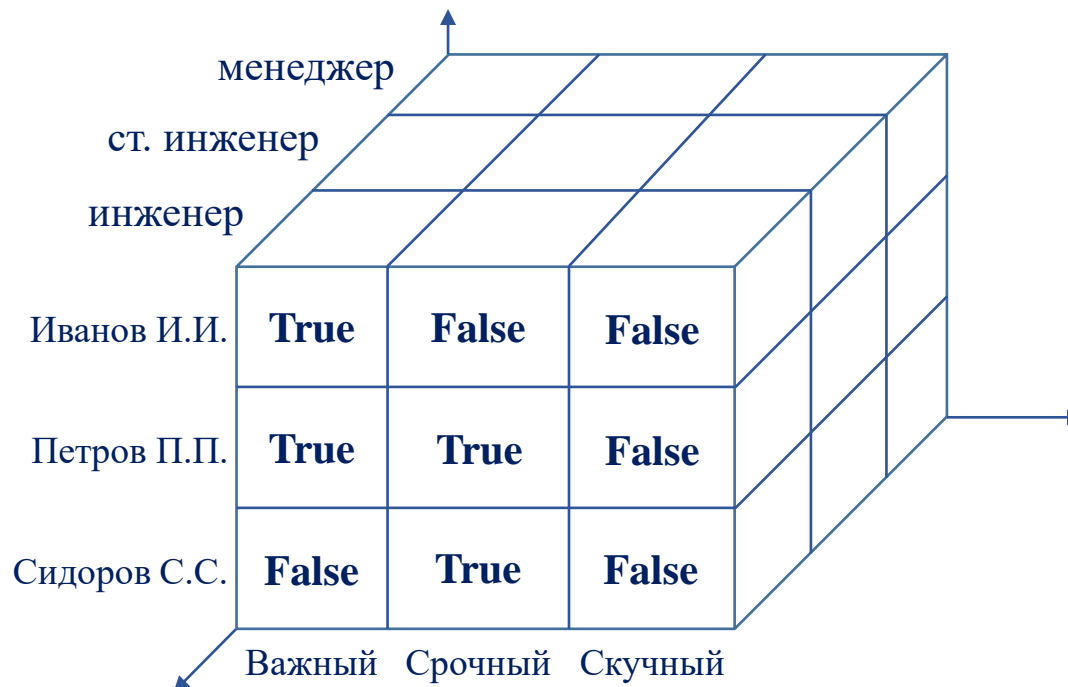 менеджер
ст. инженер
инженер
Иванов И.И. True False False
Петров П.П. True True False
Сидоров С.С. False True False
Важный Срочный Скучный